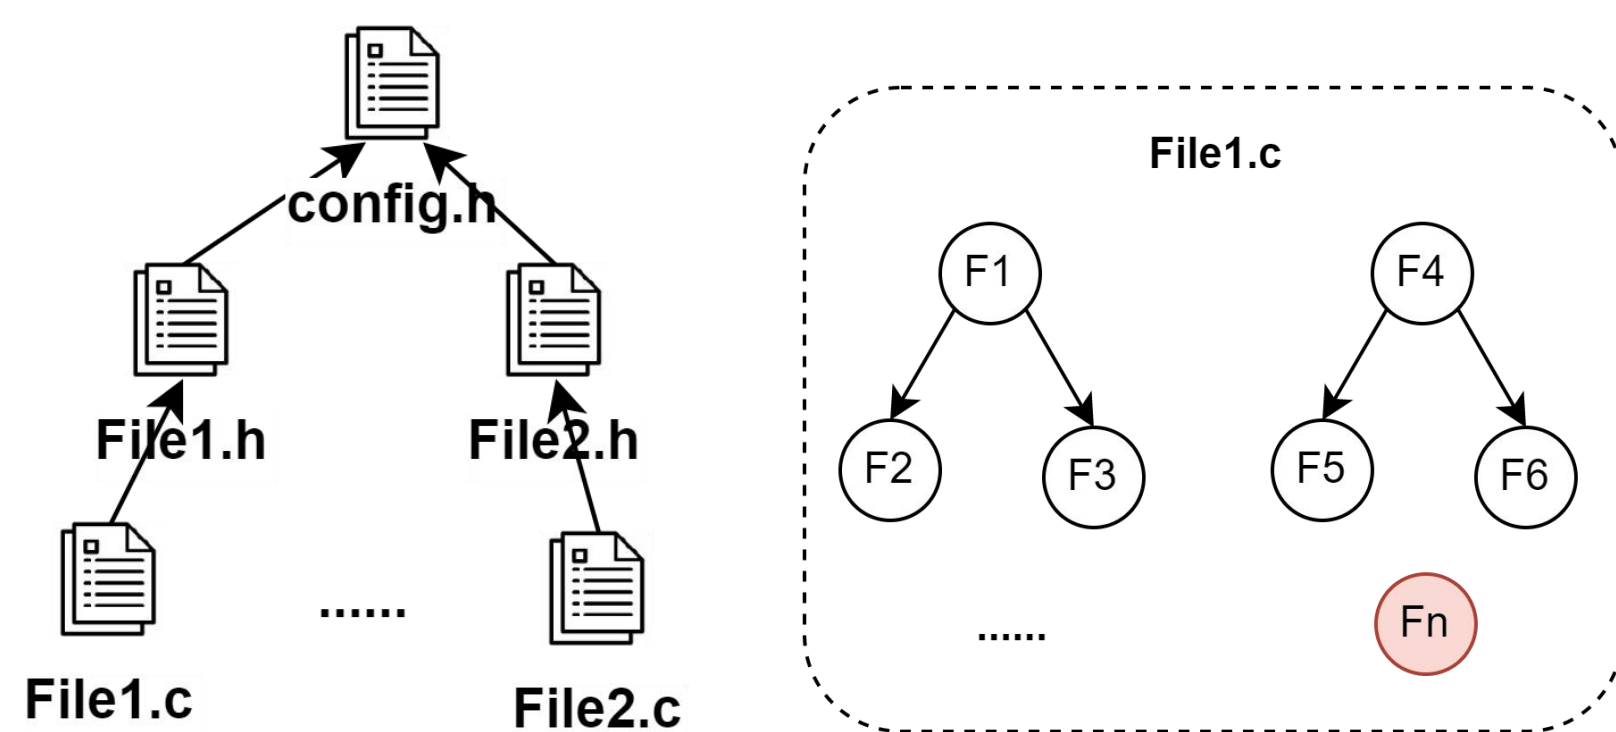 config.h
File1.h
File2.h
......
File1.c
File2.c
File1.c
F1
F4
F2
F3
F5
F6
......
Fn